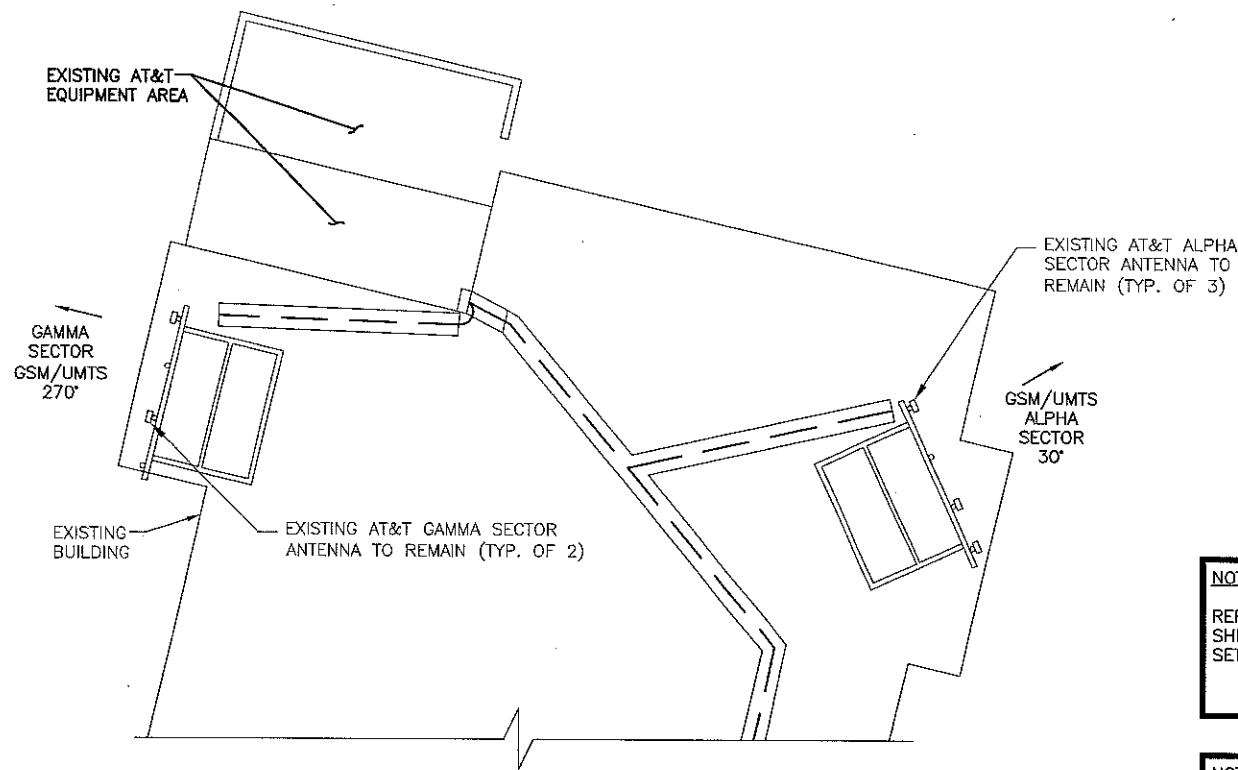 EXISTING AT&T
EQUIPMENT AREA
EXISTING AT&T ALPHA
SECTOR ANTENNA TO
REMAIN (TYP. OF 3)
GAMMA
SECTOR
GSM/UMTS
270°
GSM/UMTS
ALPHA
SECTOR
30°
EXISTING
BUILDING
EXISTING AT&T GAMMA SECTOR
ANTENNA TO REMAIN (TYP. OF 2)